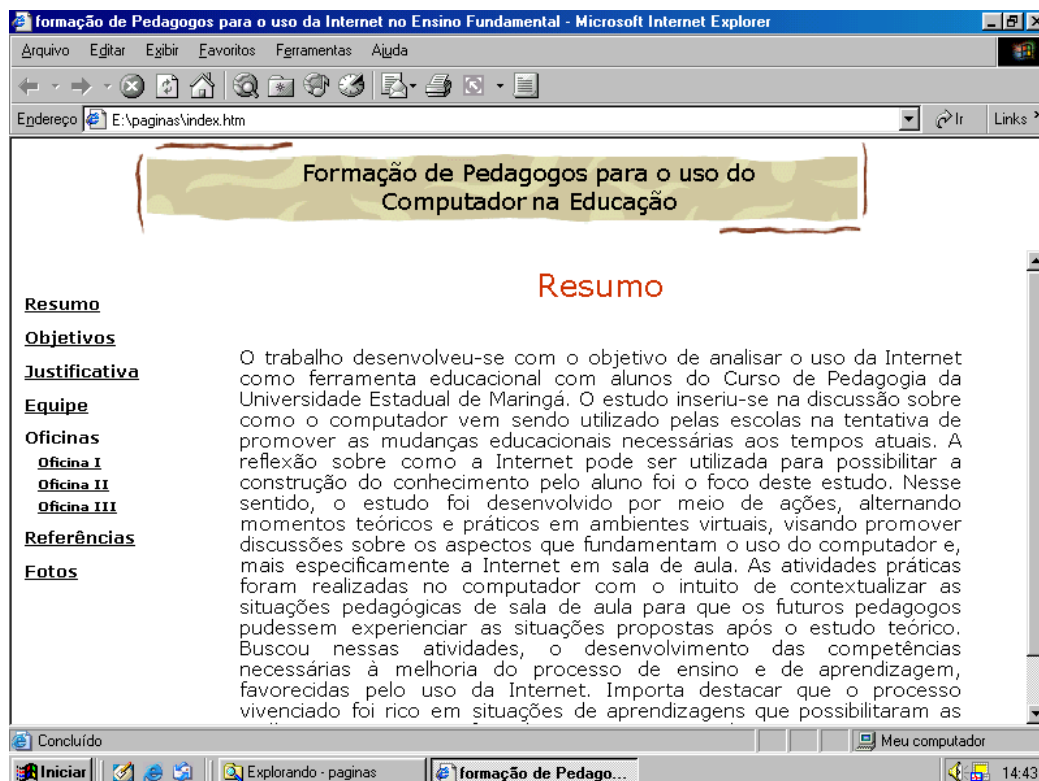 formação de Pedagogos para o uso da Internet no Ensino Fundamental - Microsoft Internet Explorer
Arquivo Editar Exibir Favoritos Ferramentas Ajuda
Endereço E:\paginas\index.htm Ir Links
Formação de Pedagogos para o uso do
Computador na Educação
Resumo
Objetivos
Justificativa
Equipe
Oficinas
Oficina I
Oficina II
Oficina III
Referências
Fotos
Resumo
O trabalho desenvolveu-se com o objetivo de analisar o uso da Internet
como ferramenta educacional com alunos do Curso de Pedagogia da
Universidade Estadual de Maringá. O estudo inseriu-se na discussão sobre
como o computador vem sendo utilizado pelas escolas na tentativa de
promover as mudanças educacionais necessárias aos tempos atuais. A
reflexão sobre como a Internet pode ser utilizada para possibilitar a
construção do conhecimento pelo aluno foi o foco deste estudo. Nesse
sentido, o estudo foi desenvolvido por meio de ações, alternando
momentos teóricos e práticos em ambientes virtuais, visando promover
discussões sobre os aspectos que fundamentam o uso do computador e,
mais especificamente a Internet em sala de aula. As atividades práticas
foram realizadas no computador com o intuito de contextualizar as
situações pedagógicas de sala de aula para que os futuros pedagogos
pudessem experienciar as situações propostas após o estudo teórico.
Buscou nessas atividades, o desenvolvimento das competências
necessárias à melhoria do processo de ensino e de aprendizagem,
favorecidas pelo uso da Internet. Importa destacar que o processo
vivenciado foi rico em situações de aprendizagens que possibilitaram as
Concluído Meu computador
Iniciar Explorando - paginas formação de Pedago... 14:43